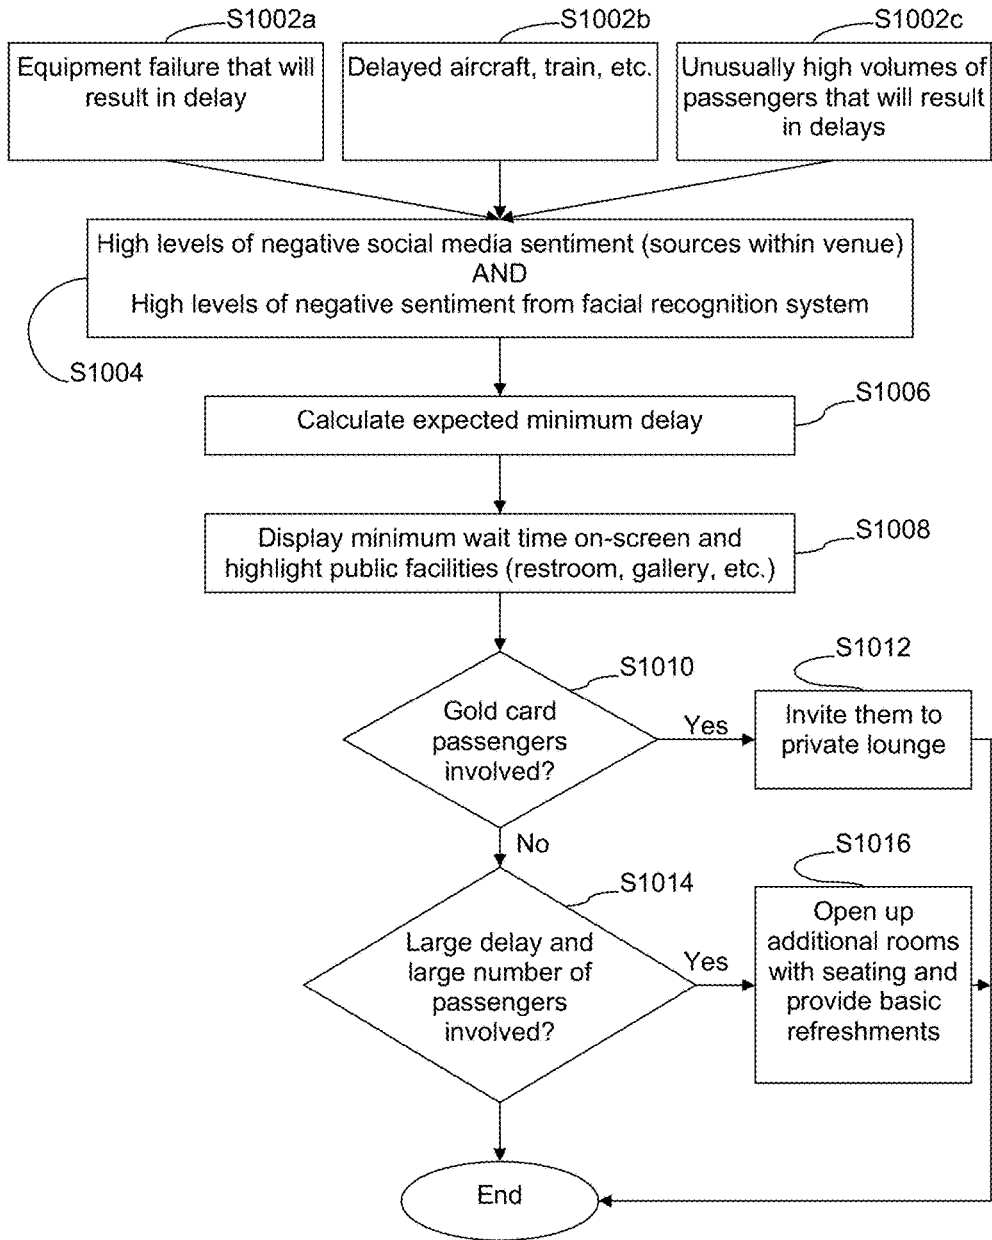 S1002a
S1002b
S1002c
Equipment failure that will
result in delay
Delayed aircraft, train, etc.
Unusually high volumes of
passengers that will result
in delays
High levels of negative social media sentiment (sources within venue)
AND
High levels of negative sentiment from facial recognition system
S1004
S1006
Calculate expected minimum delay
S1008
Display minimum wait time on-screen and
highlight public facilities (restroom, gallery, etc.)
S1010
S1012
Gold card
passengers
involved?
Yes
Invite them to
private lounge
No
S1014
S1016
Large delay and
large number of
passengers
involved?
Yes
Open up
additional rooms
with seating and
provide basic
refreshments
End